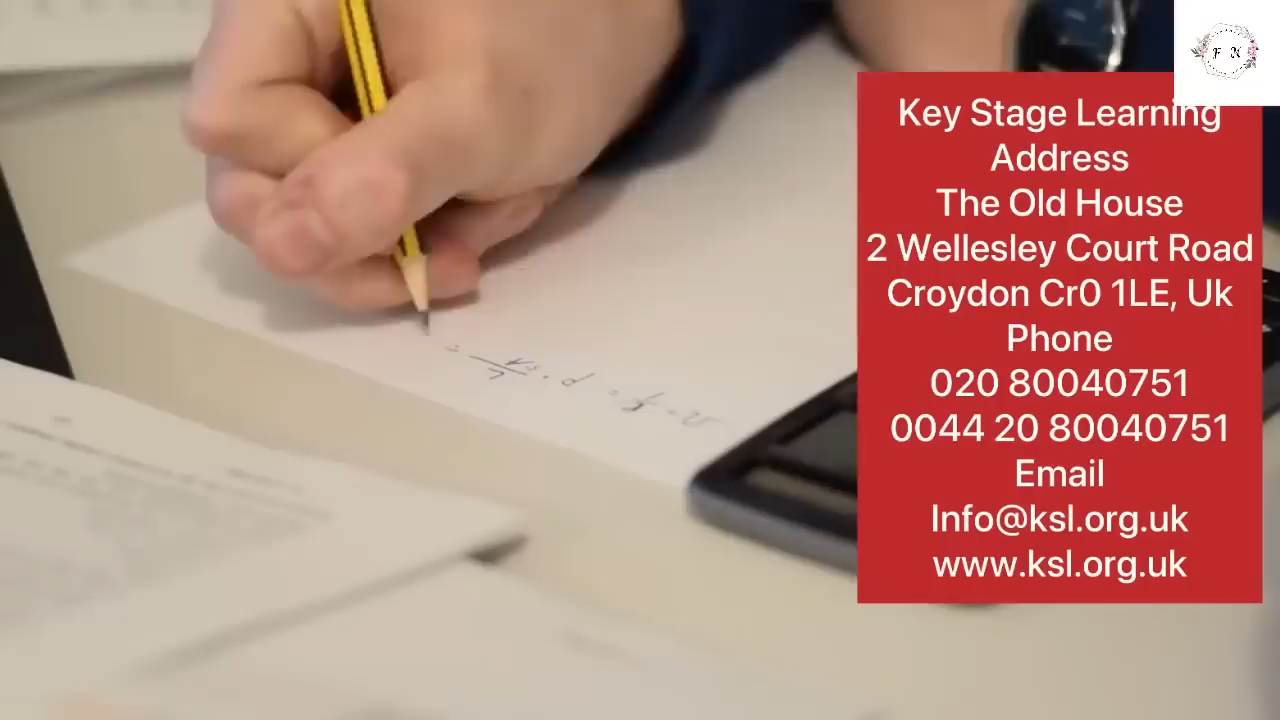 F K
Key Stage Learning
Address
The Old House
2 Wellesley Court Road
Croydon Cr0 1LE, Uk
Phone
020 80040751
0044 20 80040751
Email
Info@ksl.org.uk
www.ksl.org.uk